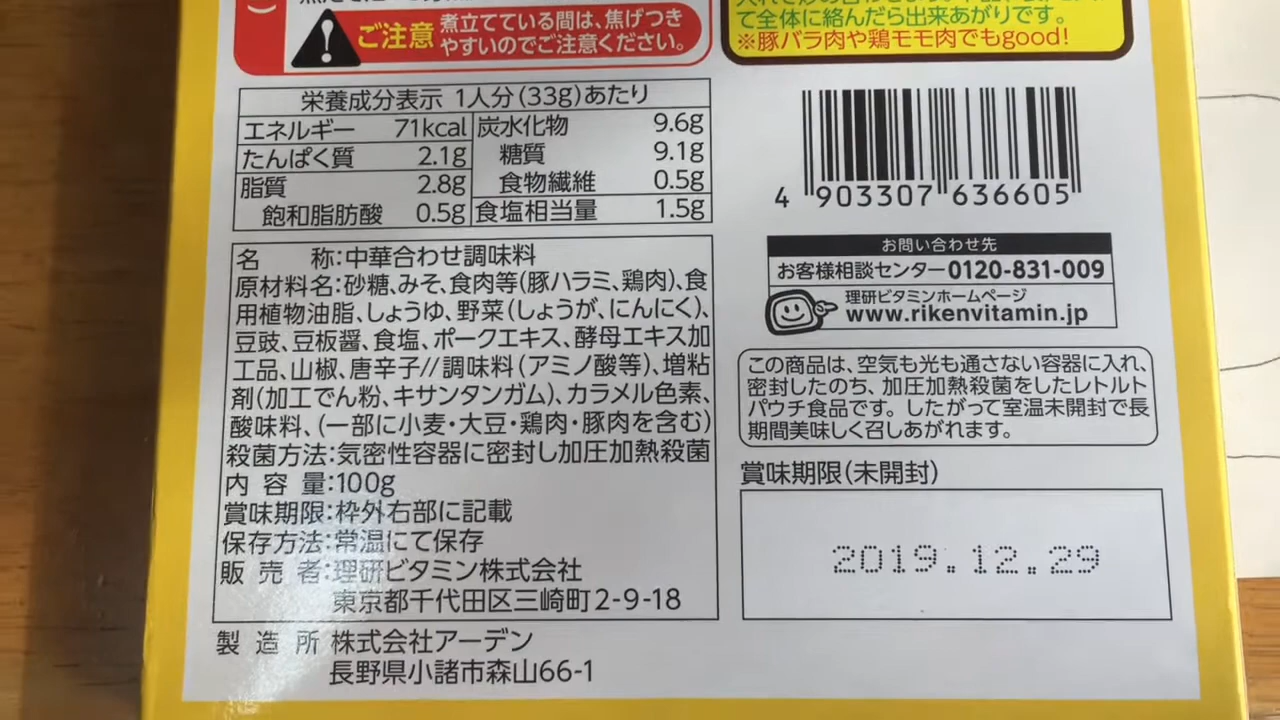 ご注意 煮立てている間は、焦げつき
やすいのでご注意ください。
て全体に絡んだら出来あがりです。
※豚バラ肉や鶏モモ肉でもgood!
栄養成分表示 1人分(33g)あたり
エネルギー 71kcal 炭水化物 9.6g
たんぱく質 2.1g 糖質 9.1g
脂質 2.8g 食物繊維 0.5g
飽和脂肪酸 0.5g 食塩相当量 1.5g
名 称:中華合わせ調味料
原材料名:砂糖、みそ、食肉等(豚ハラミ、鶏肉)、食
用植物油脂、しょうゆ、野菜(しょうが、にんにく)、
豆豉、豆板醤、食塩、ポークエキス、酵母エキス加
工品、山椒、唐辛子//調味料(アミノ酸等)、増粘
剤(加工でん粉、キサンタンガム)、カラメル色素、
酸味料、(一部に小麦・大豆・鶏肉・豚肉を含む)
殺菌方法:気密性容器に密封し加圧加熱殺菌
内 容 量:100g
賞味期限:枠外右部に記載
保存方法:常温にて保存
販 売 者:理研ビタミン株式会社
東京都千代田区三崎町2-9-18
製 造 所 株式会社アーデン
長野県小諸市森山66-1
4 903307 636605
お問い合わせ先
お客様相談センター 0120-831-009
理研ビタミンホームページ
www.rikenvitamin.jp
この商品は、空気も光も通さない容器に入れ、
密封したのち、加圧加熱殺菌をしたレトルト
パウチ食品です。したがって室温未開封で長
期間美味しく召しあがれます。
賞味期限(未開封)
2019.12.29